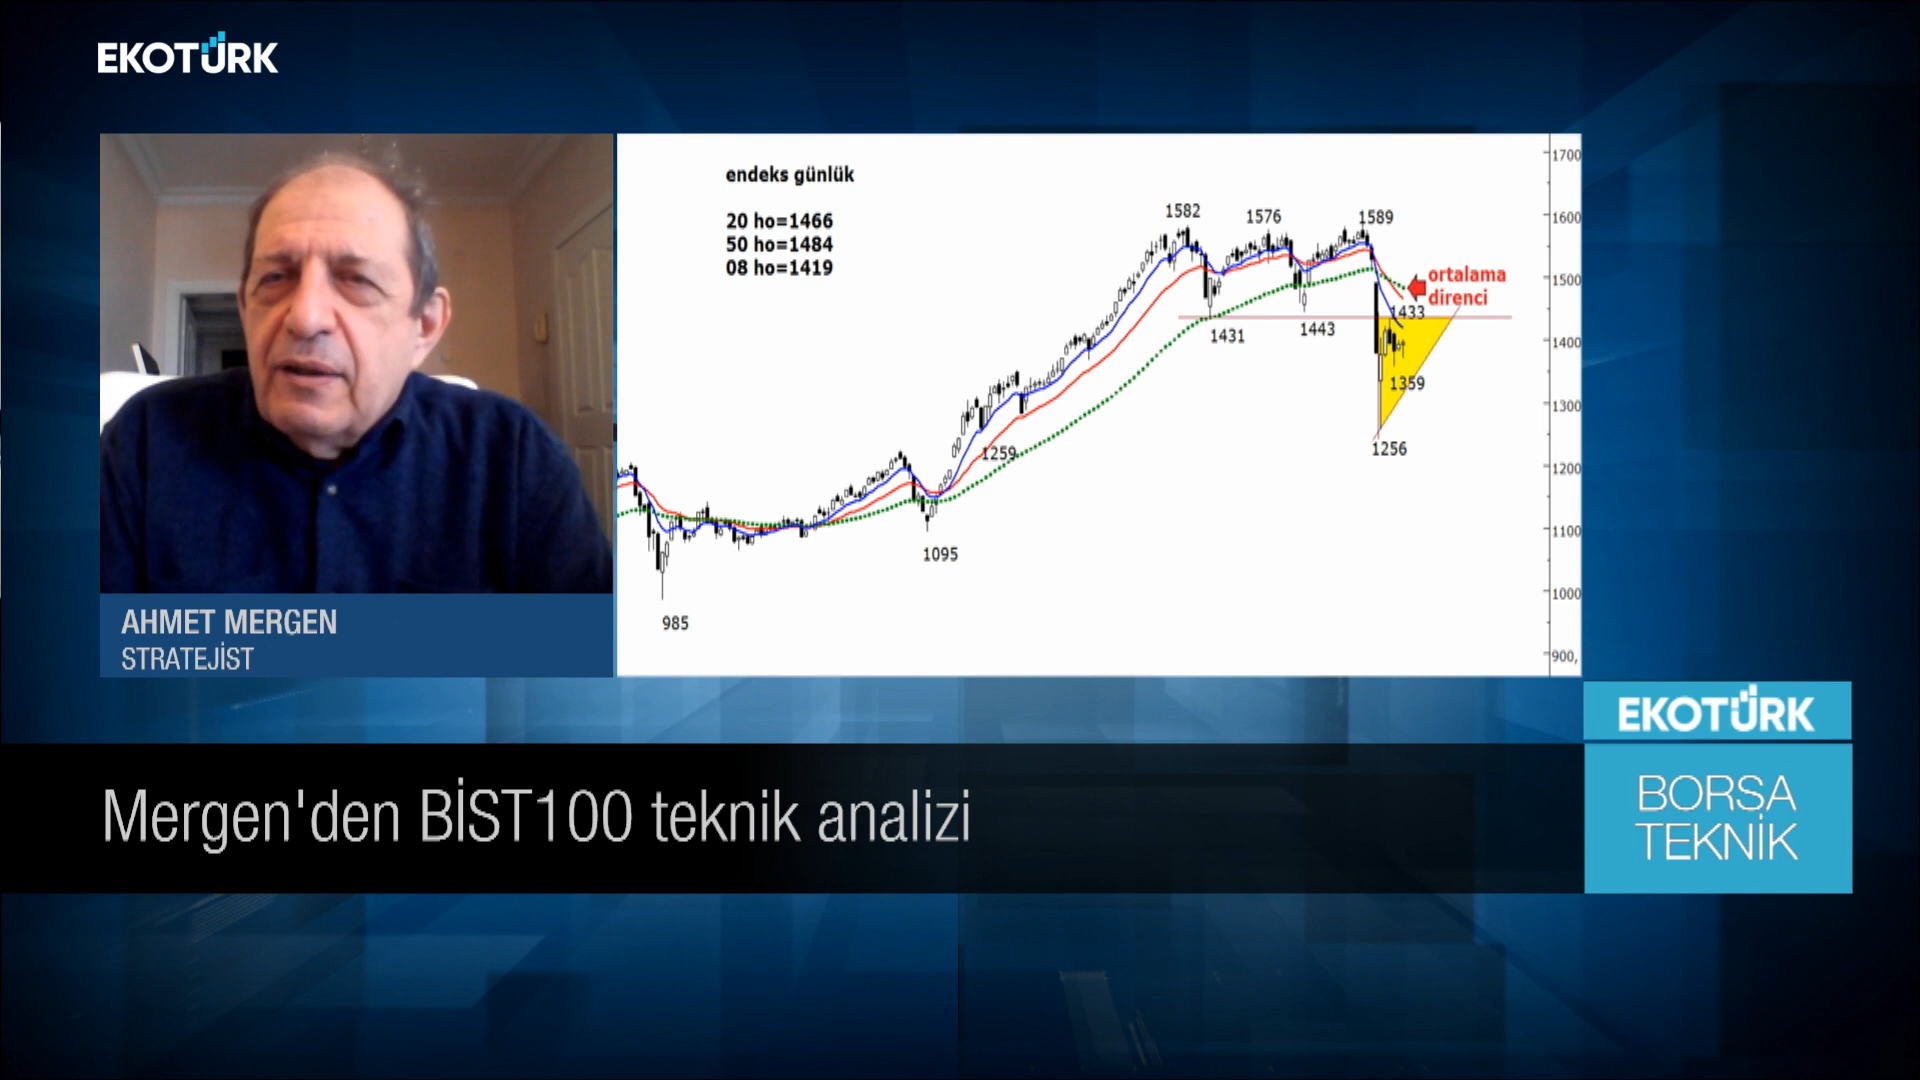 EKOTÜRK
endeks günlük
20 ho=1466
50 ho=1484
08 ho=1419
1582
1576
1589
ortalama
direnci
1433
1431
1443
1359
1256
1259
1095
985
1700
1600
1500
1400
1300
1200
1100
1000
900,
AHMET MERGEN
STRATEJİST
EKOTÜRK
Mergen'den BİST100 teknik analizi
BORSA
TEKNİK